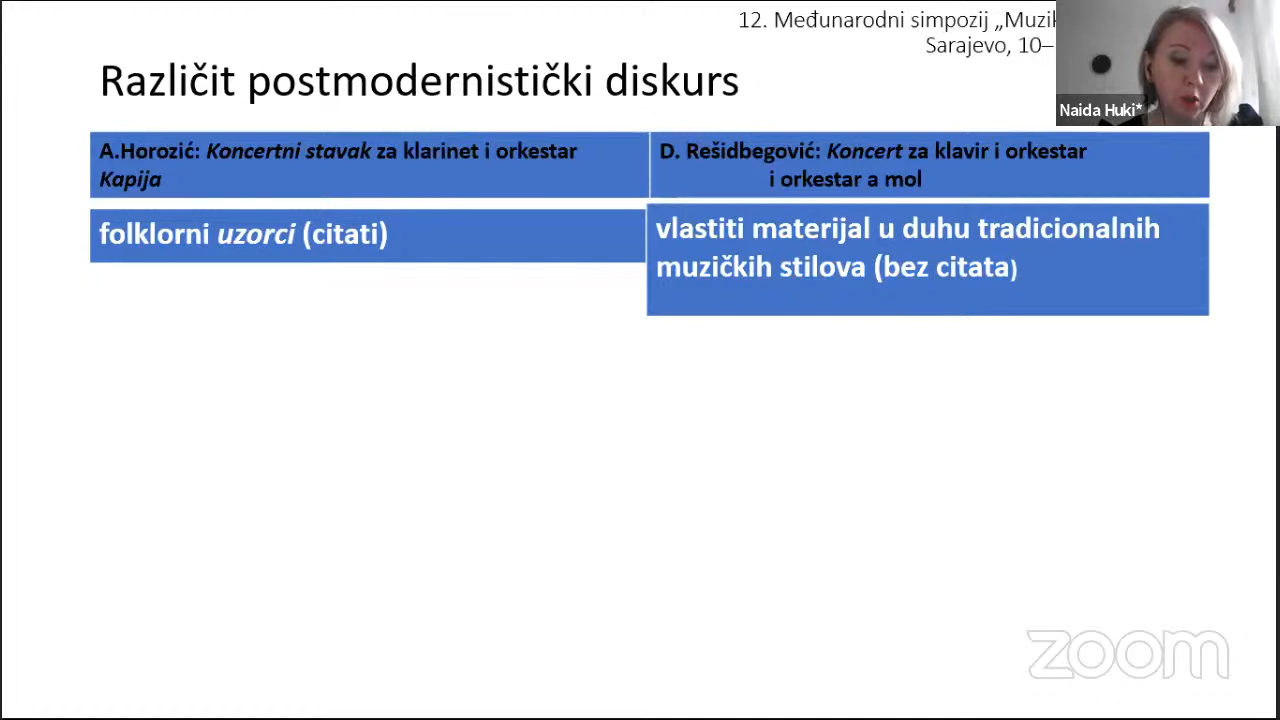 12. Međunarodni simpozij „Muzik
Sarajevo, 10–
Različit postmodernistički diskurs
Naida Huki*
A.Horozić: Koncertni stavak za klarinet i orkestar
Kapija
D. Rešidbegović: Koncert za klavir i orkestar
i orkestar a mol
folklorni uzorci (citati)
vlastiti materijal u duhu tradicionalnih
muzičkih stilova (bez citata)
zoom